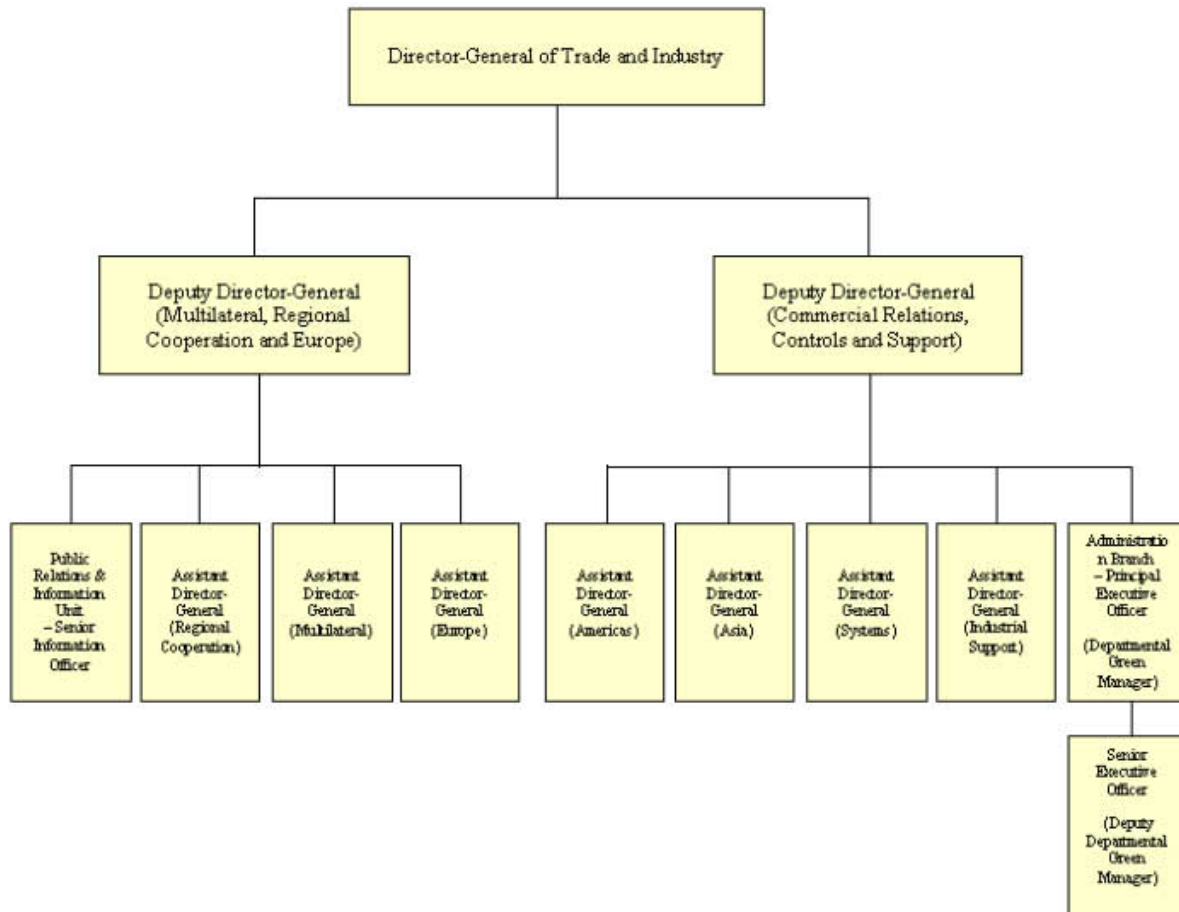 Director-General of Trade and Industry
Deputy Director-General
(Multilateral, Regional
Cooperation and Europe)
Deputy Director-General
(Commercial Relations,
Controls and Support)
Public
Relations &
Information
Unit
– Senior
Information
Officer
Assistant
Director-
General
(Regional
Cooperation)
Assistant
Director-
General
(Multilateral)
Assistant
Director-
General
(Europe)
Assistant
Director-
General
(Americas)
Assistant
Director-
General
(Asia)
Assistant
Director-
General
(Systems)
Assistant
Director-
General
(Industrial
Support)
Administratio
n Branch
– Principal
Executive
Officer
(Departmental
Green
Manager)
Senior
Executive
Officer
(Deputy
Departmental
Green
Manager)